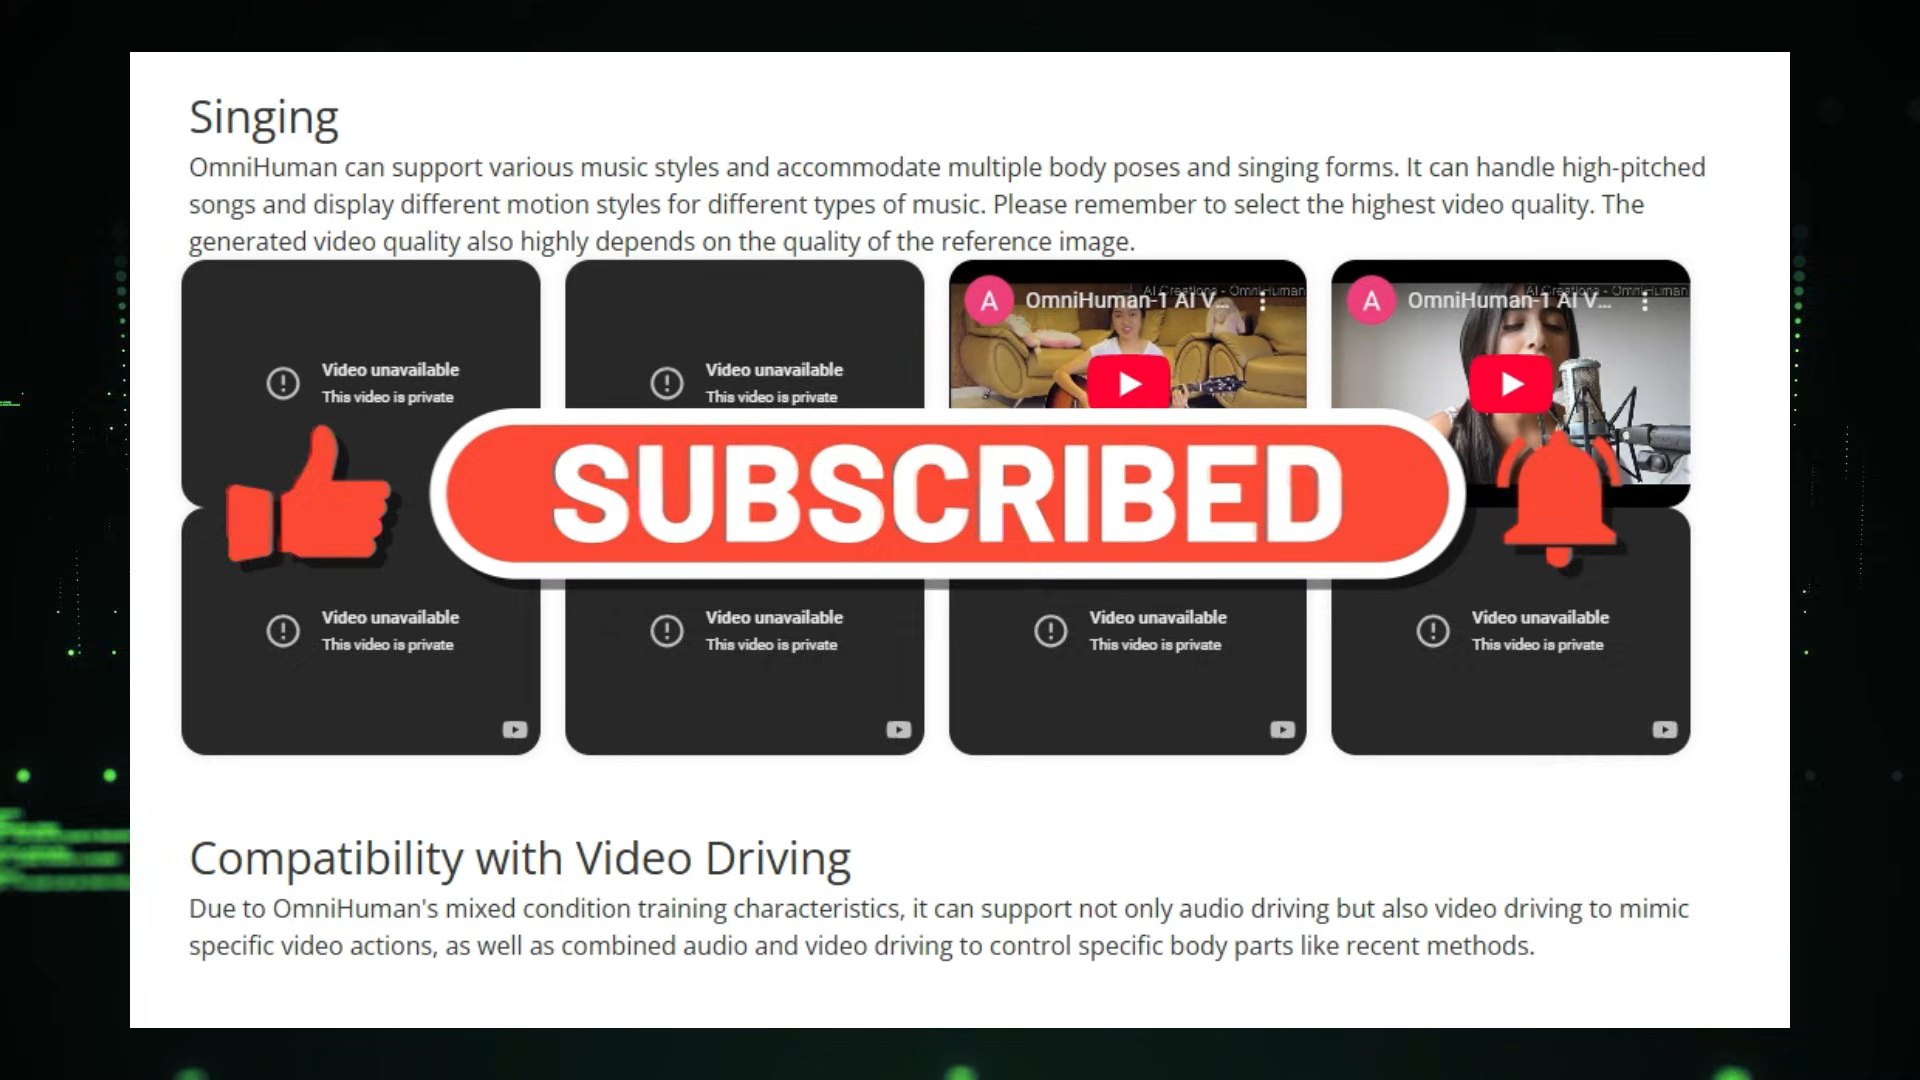 Singing
OmniHuman can support various music styles and accommodate multiple body poses and singing forms. It can handle high-pitched
songs and display different motion styles for different types of music. Please remember to select the highest video quality. The
generated video quality also highly depends on the quality of the reference image.
Video unavailable
This video is private
Video unavailable
This video is private
AI Creations - OmniHuman
A OmniHuman-1 AI V...
AI Creations - OmniHuman
A OmniHuman-1 AI V...
SUBSCRIBED
Video unavailable
This video is private
Video unavailable
This video is private
Video unavailable
This video is private
Video unavailable
This video is private
Compatibility with Video Driving
Due to OmniHuman's mixed condition training characteristics, it can support not only audio driving but also video driving to mimic
specific video actions, as well as combined audio and video driving to control specific body parts like recent methods.